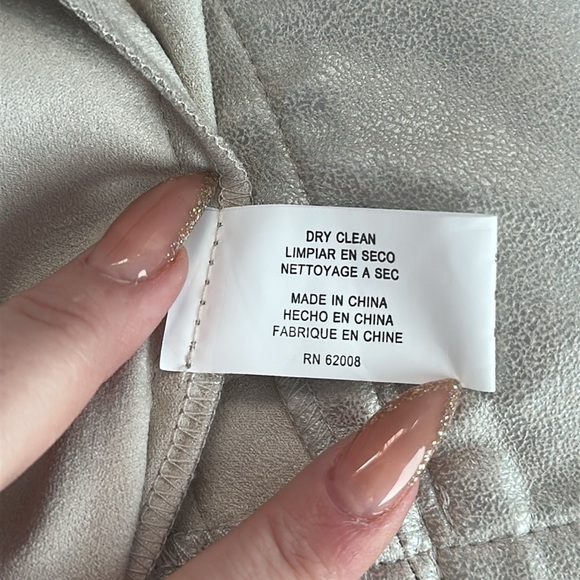 DRY CLEAN
LIMPIAR EN SECO
NETTOYAGE A SEC
MADE IN CHINA
HECHO EN CHINA
FABRIQUE EN CHINE
RN 62008